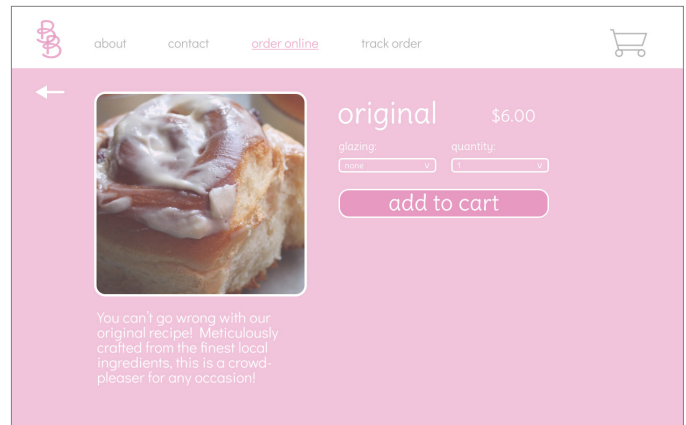 BB
about contact order online track order
original $6.00
glazing: quantity:
none v 1 v
add to cart
You can't go wrong with our
original recipe! Meticulously
crafted from the finest local
ingredients, this is a crowd-
pleaser for any occasion!